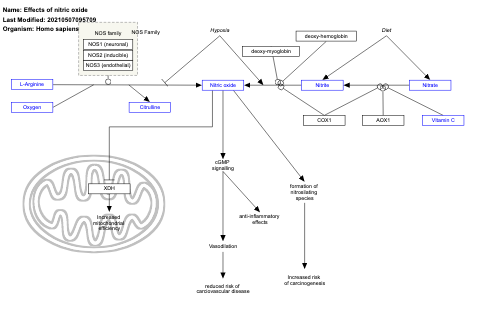 Name: Effects of nitric oxide
Last Modified: 20210507095709
Organism: Homo sapiens
NOS family
NOS Family
NOS1 (neuronal)
NOS2 (inducible)
NOS3 (endothelial)
Hypoxia
deoxy-hemoglobin
Diet
deoxy-myoglobin
L-Arginine
Nitric oxide
Nitrite
Nitrate
Oxygen
Citrulline
COX1
AOX1
Vitamin C
cGMP
signalling
XDH
formation of
nitrosating
species
increased
mitochondrial
efficiency
anti-inflammatory
effects
Vasodilation
reduced risk of
carciovascular disease
Increased risk
of carcinogenesis